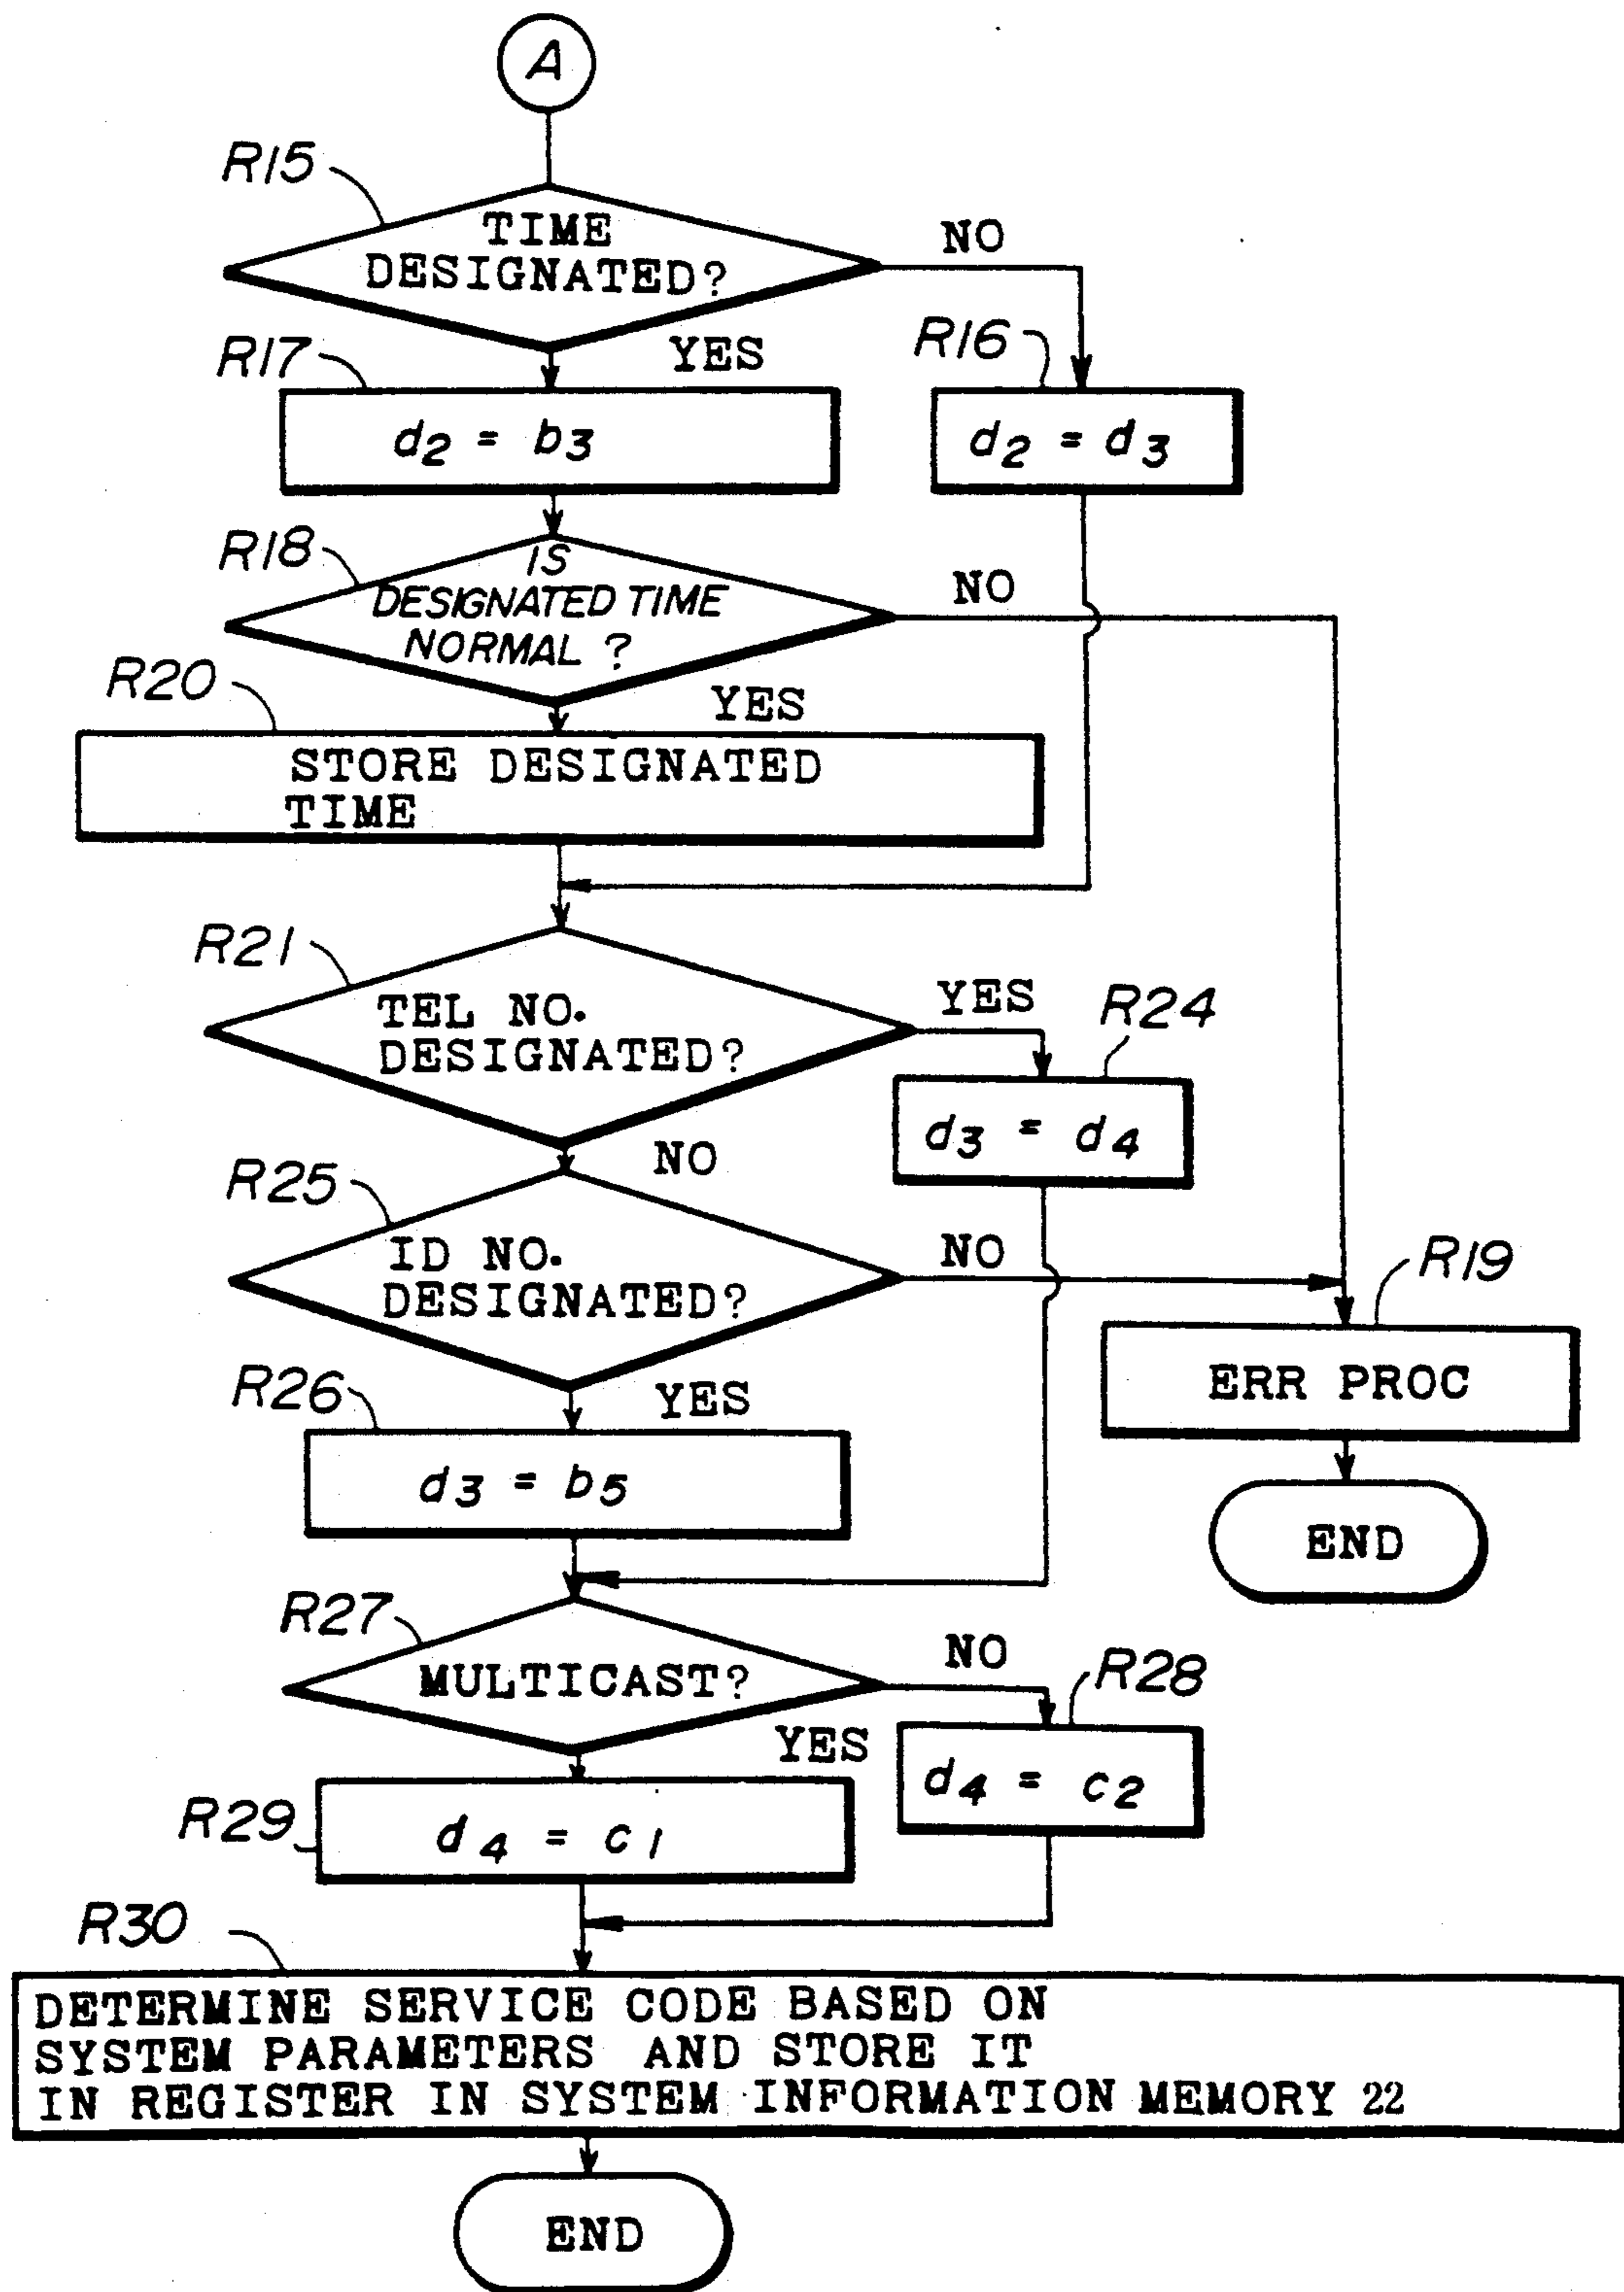 A
R15
TIME
DESIGNATED?
NO
R17
YES
R16
d2 = b3
d2 = d3
R18
IS
DESIGNATED TIME
NORMAL ?
NO
R20
YES
STORE DESIGNATED
TIME
R21
TEL NO.
DESIGNATED?
YES
R24
d3 = d4
NO
R25
ID NO.
DESIGNATED?
NO
R19
ERR PROC
R26
YES
d3 = b5
END
R27
MULTICAST?
NO
R28
YES
d4 = c2
R29
d4 = c1
R30
DETERMINE SERVICE CODE BASED ON
SYSTEM PARAMETERS AND STORE IT
IN REGISTER IN SYSTEM INFORMATION MEMORY 22
END